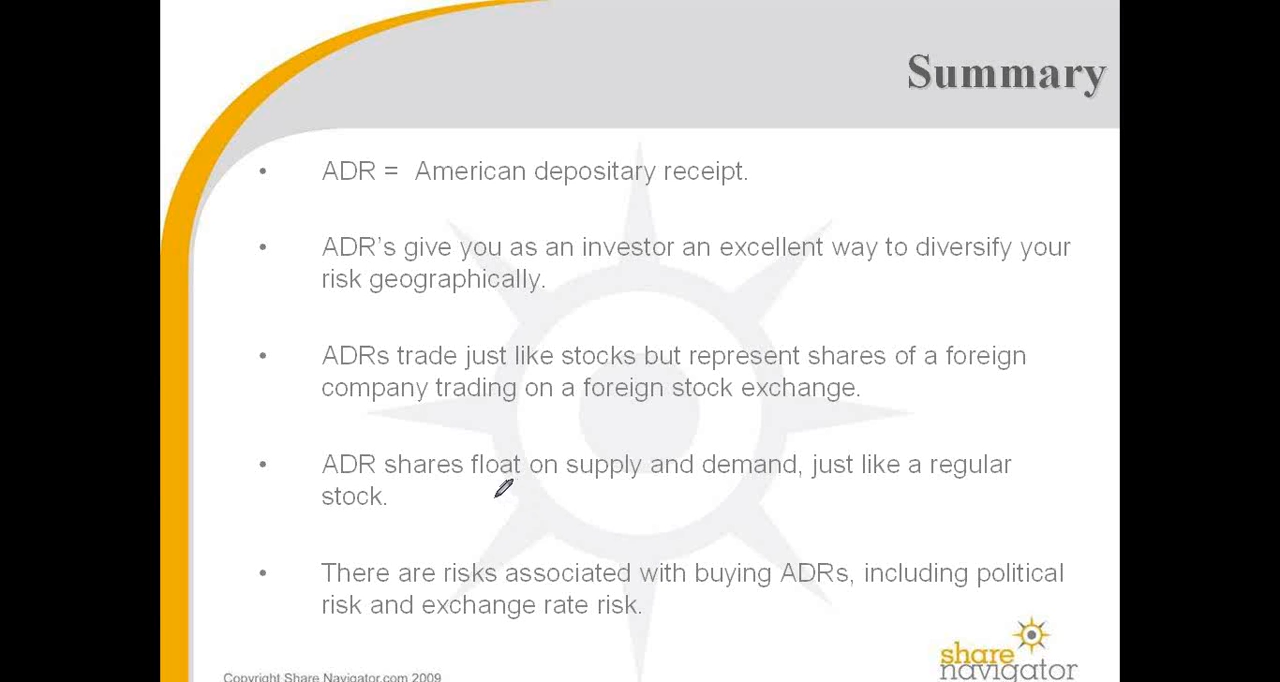 Summary
• ADR = American depositary receipt.
• ADR’s give you as an investor an excellent way to diversify your
risk geographically.
• ADRs trade just like stocks but represent shares of a foreign
company trading on a foreign stock exchange.
• ADR shares float on supply and demand, just like a regular
stock.
• There are risks associated with buying ADRs, including political
risk and exchange rate risk.
share
navigator
Copyright Share Navigator.com 2009